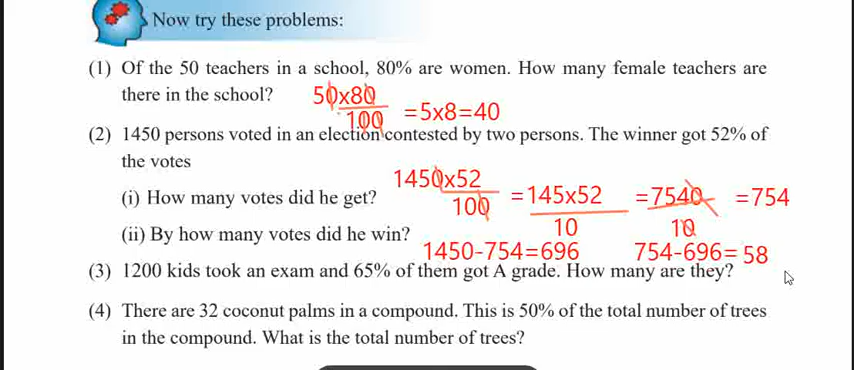 Now try these problems:
(1) Of the 50 teachers in a school, 80% are women. How many female teachers are
there in the school? 50x80/100 =5x8=40
(2) 1450 persons voted in an election contested by two persons. The winner got 52% of
the votes
(i) How many votes did he get? 1450x52/100 =145x52/10 =7540/10 =754
(ii) By how many votes did he win?
1450-754=696 754-696= 58
(3) 1200 kids took an exam and 65% of them got A grade. How many are they?
(4) There are 32 coconut palms in a compound. This is 50% of the total number of trees
in the compound. What is the total number of trees?